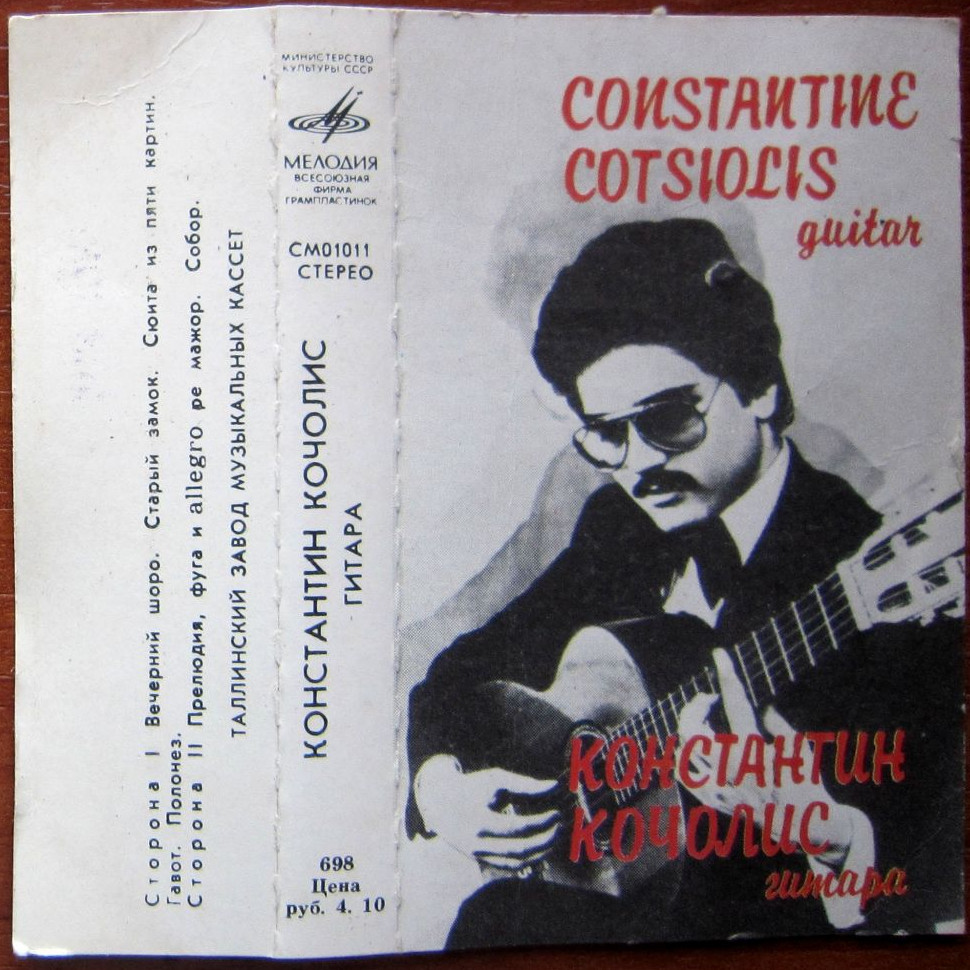 Сторона I Вечерний шоро. Старый замок. Сюита из пяти картин.
Гавот. Полонез.
Сторона II Прелюдия, фуга и allegro ре мажор. Собор.
ТАЛЛИНСКИЙ ЗАВОД МУЗЫКАЛЬНЫХ КАССЕТ
МИНИСТЕРСТВО
КУЛЬТУРЫ СССР
МЕЛОДИЯ
ВСЕСОЮЗНАЯ
ФИРМА
ГРАМПЛАСТИНОК
СМ01011
СТЕРЕО
КОНСТАНТИН КОЧОЛИС
ГИТАРА
698
Цена
руб. 4. 10
CONSTANTINE
COTSIOLIS
guitar
КОНСТАНТИН
КОЧОЛИС
гитара